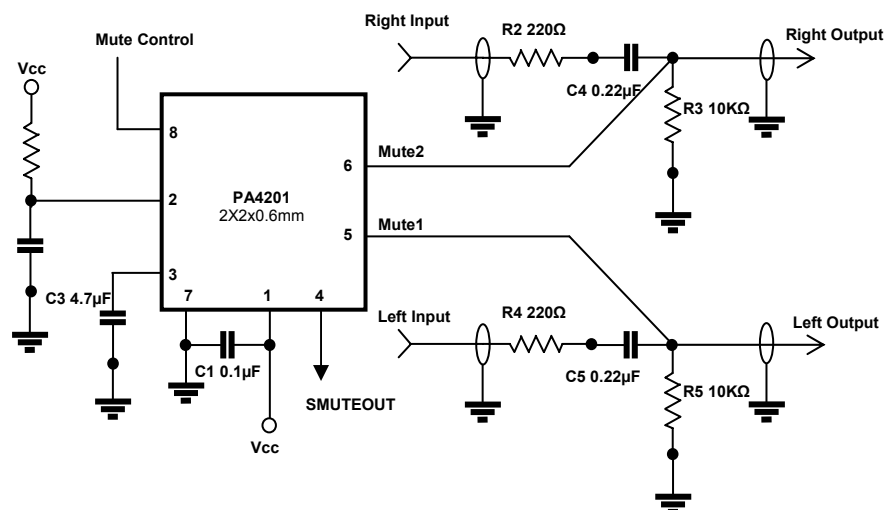 Right Input
R2 220Ω
Right Output
Mute Control
Vcc
C4 0.22µF
R3 10KΩ
8
6
Mute2
PA4201
2X2x0.6mm
2
5
Mute1
3
C3 4.7µF
7
1
4
Left Input
R4 220Ω
Left Output
C1 0.1µF
C5 0.22µF
R5 10KΩ
SMUTEOUT
Vcc